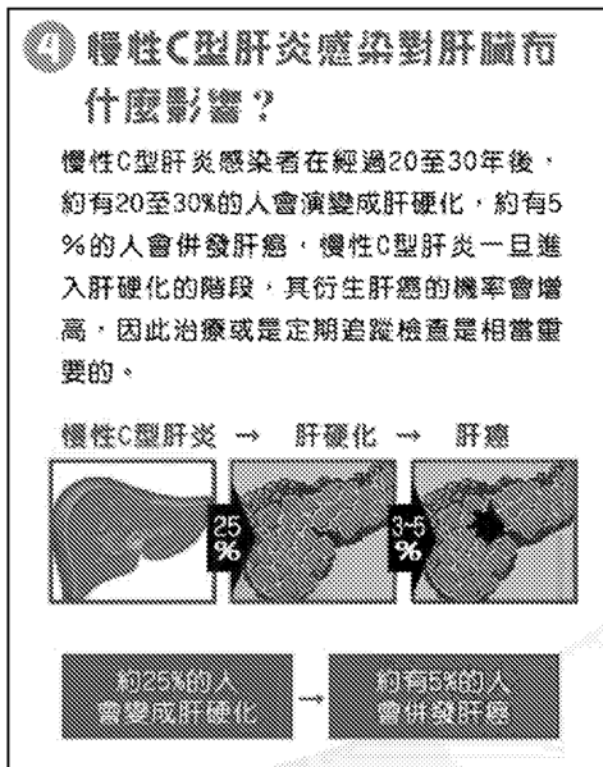 4 慢性C型肝炎感染對肝臟有
什麼影響？
慢性C型肝炎感染者在經過20至30年後，
約有20至30%的人會演變成肝硬化，約有5
%的人會併發肝癌，慢性C型肝炎一旦進
入肝硬化的階段，其衍生肝癌的機率會增
高，因此治療或是定期追蹤檢查是相當重
要的。
慢性C型肝炎 → 肝硬化 → 肝癌
25
%
3~5
%
約25%的人
會變成肝硬化
→
約有5%的人
會併發肝癌